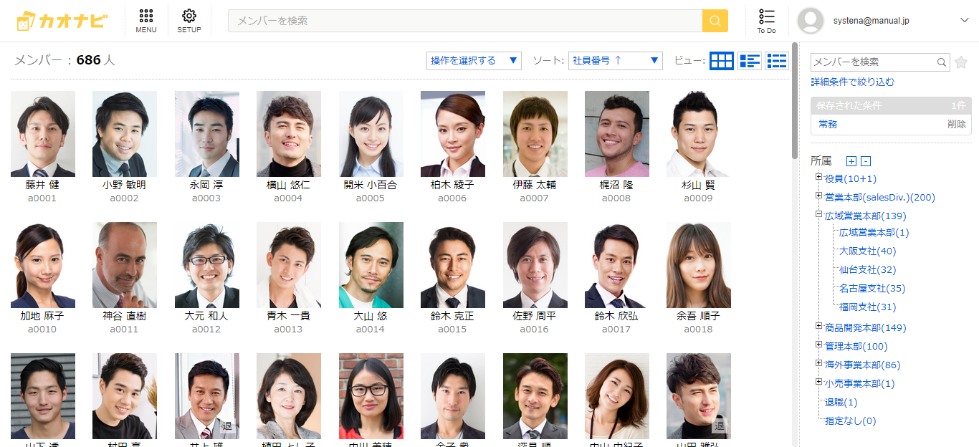 カオナビ
MENU
SETUP
メンバーを検索
To Do
systena@manual.jp
メンバー：686 人
操作を選択する ▼
ソート: 社員番号 ↑ ▼
ビュー:
藤井 健
小野 敏明
永岡 淳
横山 悠仁
開米 小百合
柏木 綾子
伊藤 太輔
梶沼 隆
杉山 賢
a0001
a0002
a0003
a0004
a0005
a0006
a0007
a0008
a0009
加地 麻子
神谷 直樹
大元 和人
青木 一貴
大山 悠
鈴木 克正
佐野 周平
鈴木 欣弘
余吾 順子
a0010
a0011
a0012
a0013
a0014
a0015
a0016
a0017
a0018
退
退
メンバーを検索
詳細条件で絞り込む
保存された条件 1件
常務 削除
所属 + -
役員(10+1)
営業本部(salesDiv.)(200)
広域営業本部(139)
広域営業本部(1)
大阪支社(40)
仙台支社(32)
名古屋支社(35)
福岡支社(31)
商品開発本部(149)
管理本部(100)
海外事業本部(86)
小売事業本部(1)
退職(1)
指定なし(0)